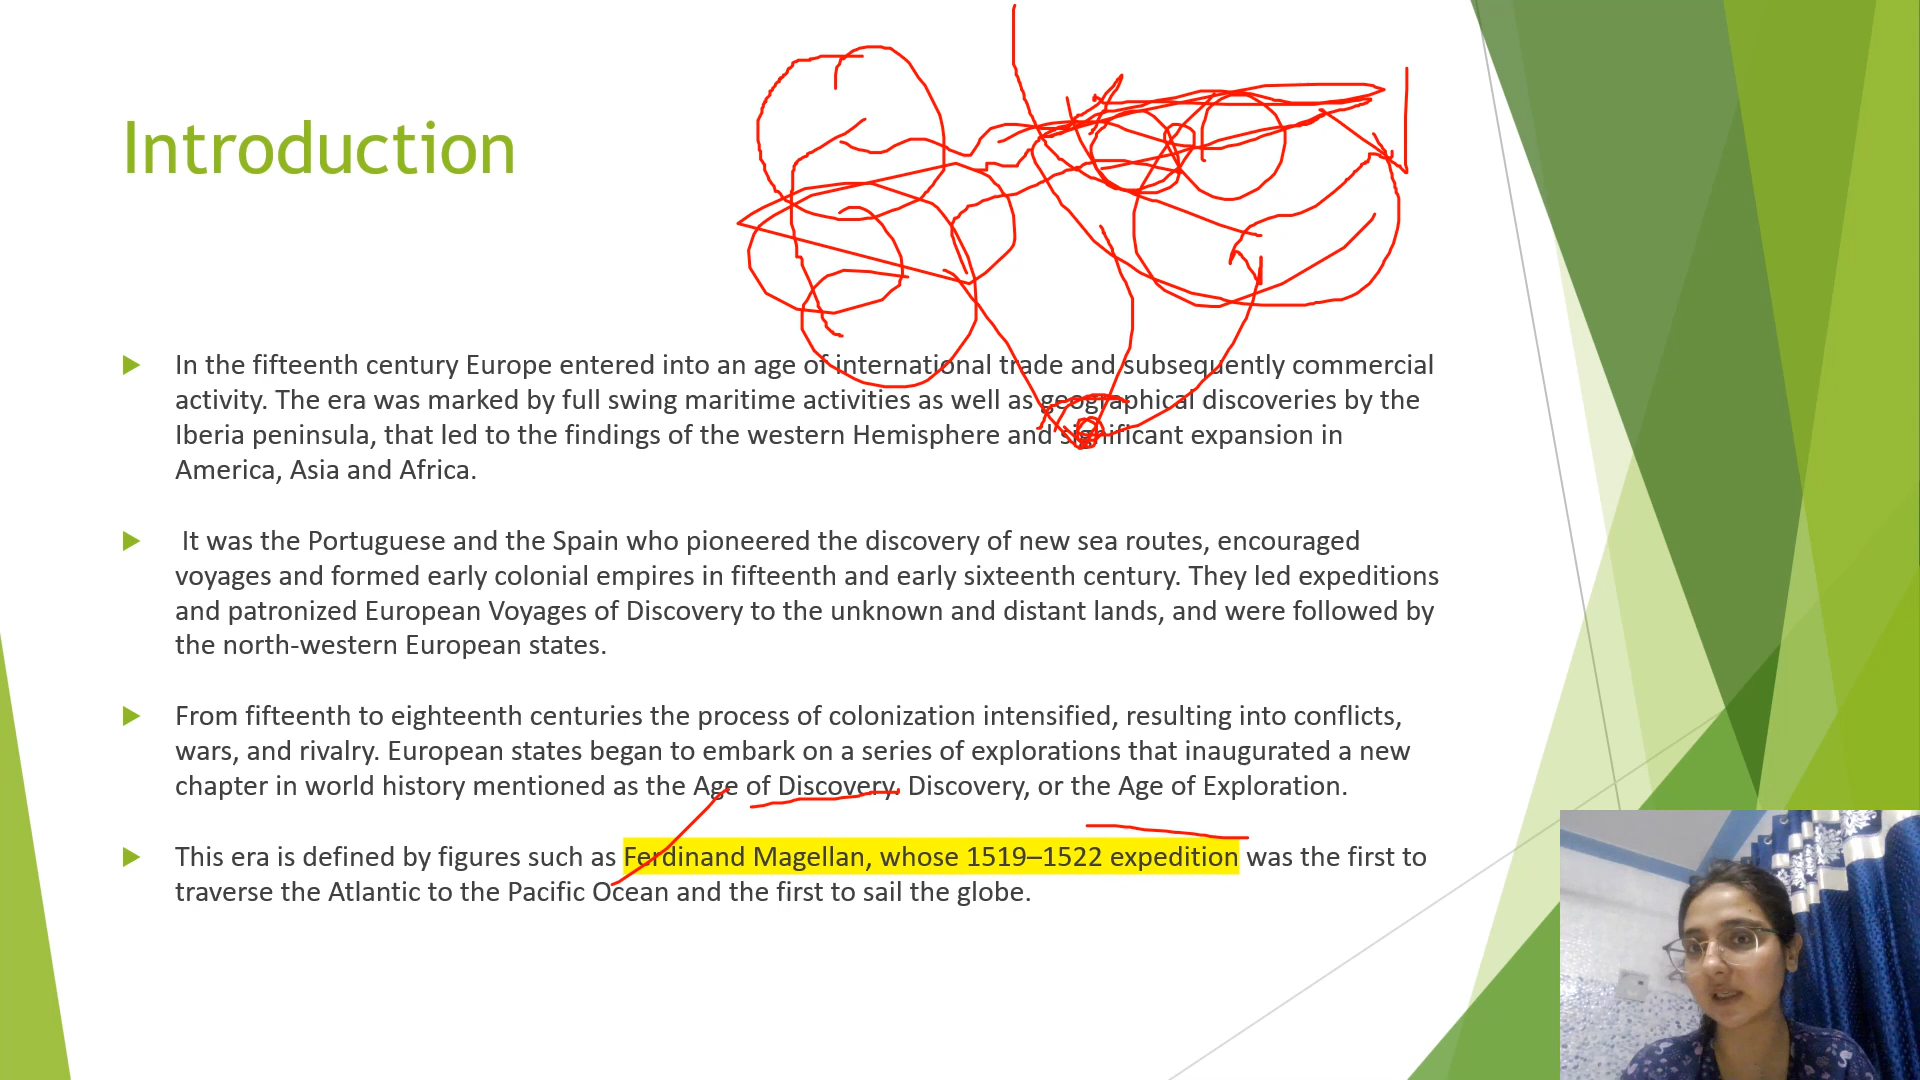 Introduction
In the fifteenth century Europe entered into an age of international trade and subsequently commercial
activity. The era was marked by full swing maritime activities as well as geographical discoveries by the
Iberia peninsula, that led to the findings of the western Hemisphere and significant expansion in
America, Asia and Africa.
It was the Portuguese and the Spain who pioneered the discovery of new sea routes, encouraged
voyages and formed early colonial empires in fifteenth and early sixteenth century. They led expeditions
and patronized European Voyages of Discovery to the unknown and distant lands, and were followed by
the north-western European states.
From fifteenth to eighteenth centuries the process of colonization intensified, resulting into conflicts,
wars, and rivalry. European states began to embark on a series of explorations that inaugurated a new
chapter in world history mentioned as the Age of Discovery, Discovery, or the Age of Exploration.
This era is defined by figures such as Ferdinand Magellan, whose 1519–1522 expedition was the first to
traverse the Atlantic to the Pacific Ocean and the first to sail the globe.